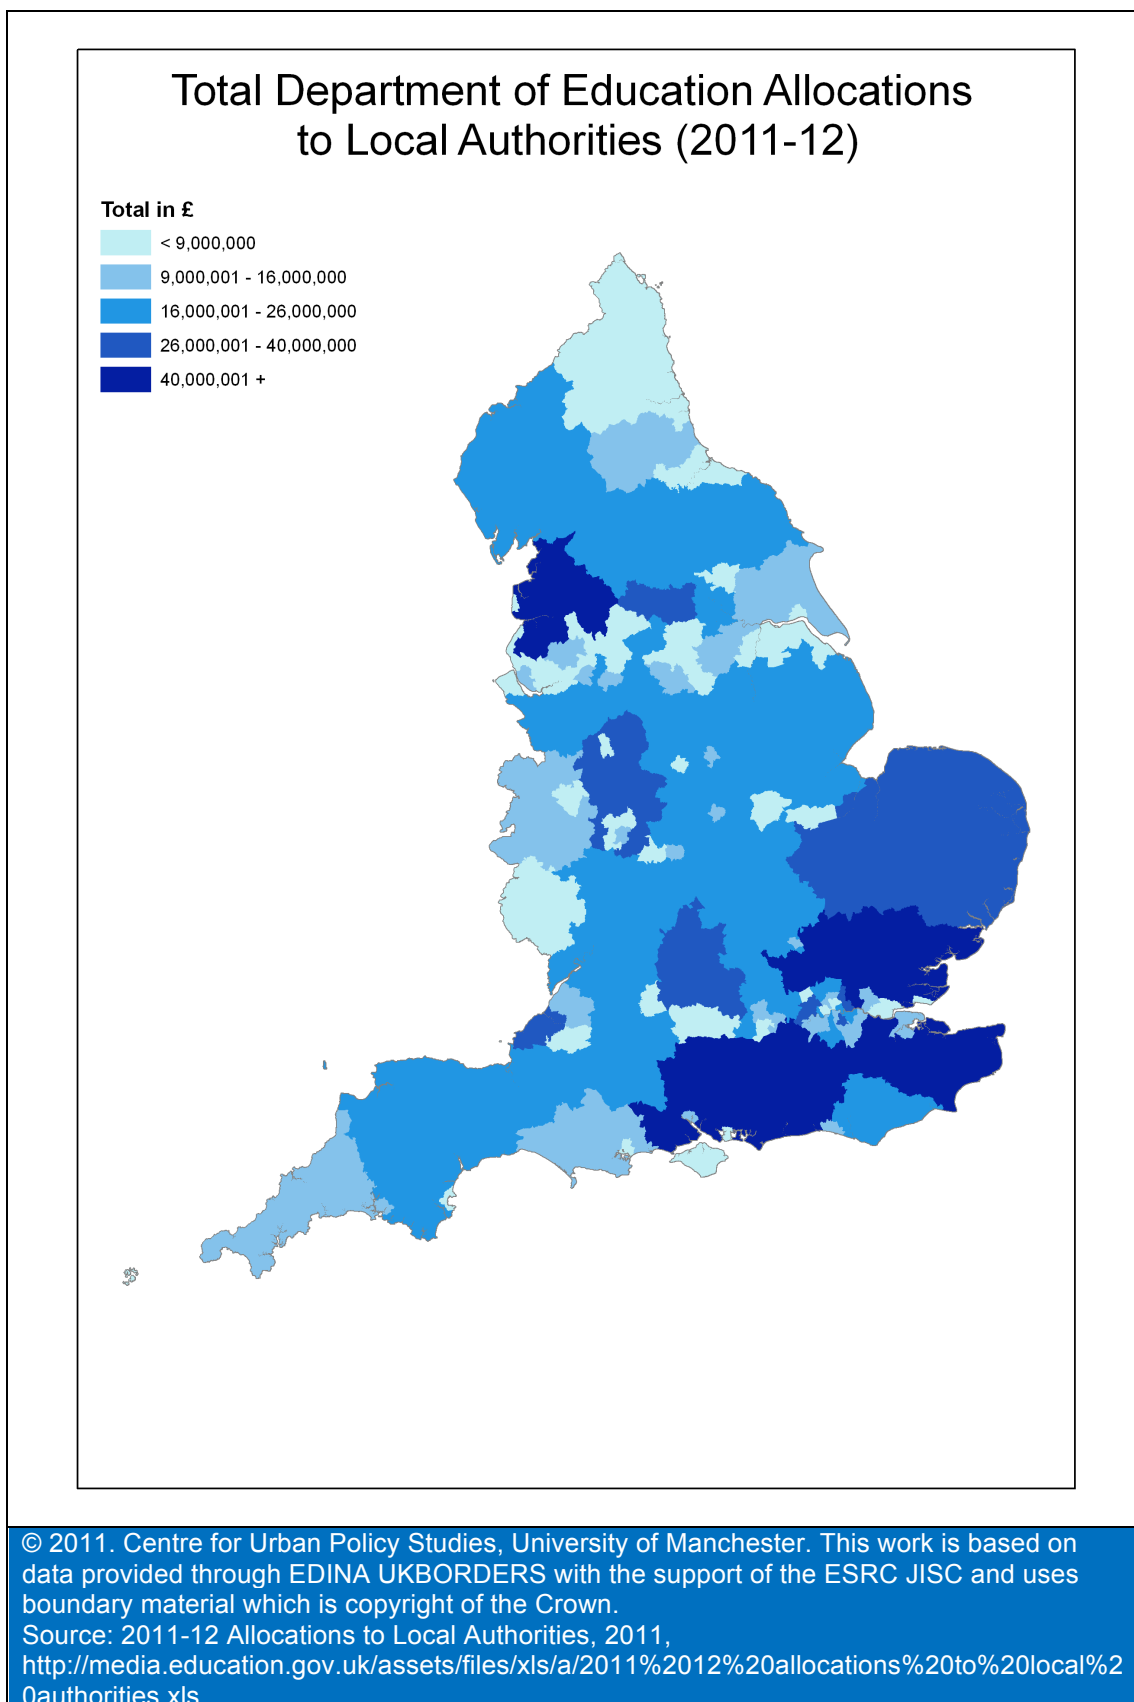 Total Department of Education Allocations
to Local Authorities (2011-12)
Total in £
< 9,000,000
9,000,001 - 16,000,000
16,000,001 - 26,000,000
26,000,001 - 40,000,000
40,000,001 +
© 2011. Centre for Urban Policy Studies, University of Manchester. This work is based on
data provided through EDINA UKBORDERS with the support of the ESRC JISC and uses
boundary material which is copyright of the Crown.
Source: 2011-12 Allocations to Local Authorities, 2011,
http://media.education.gov.uk/assets/files/xls/a/2011%2012%20allocations%20to%20local%2
0authorities.xls